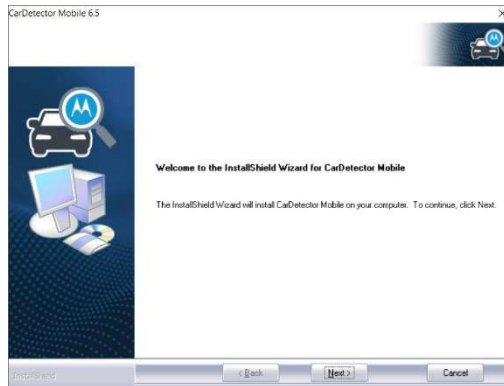 CarDetector Mobile 6.5
Welcome to the InstallShield Wizard for CarDetector Mobile
The InstallShield Wizard will install CarDetector Mobile on your computer. To continue, click Next.
InstallShield
< Back
Next >
Cancel